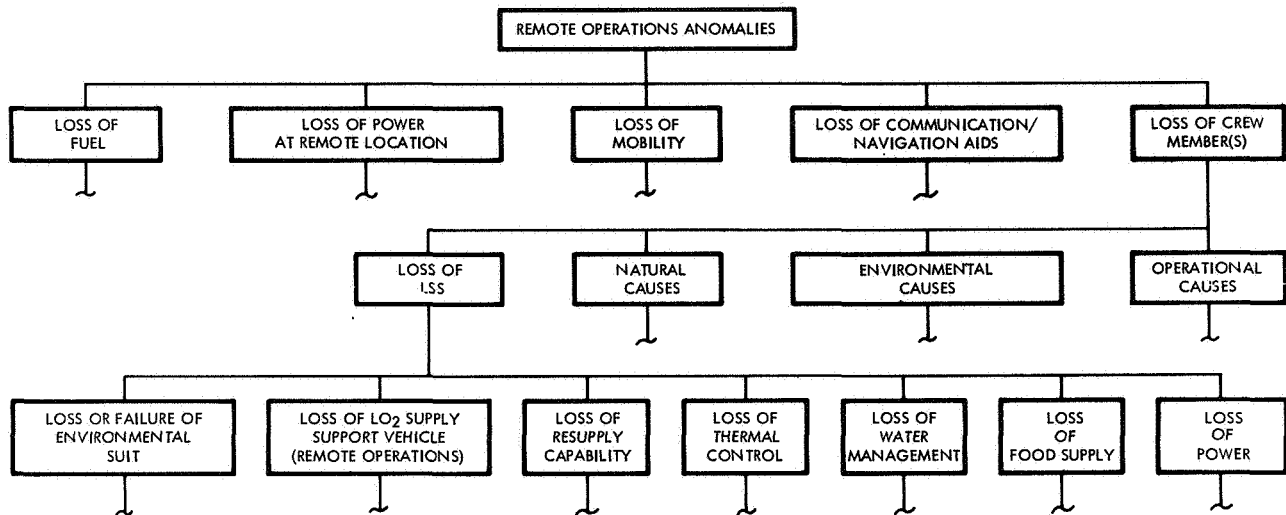 REMOTE OPERATIONS ANOMALIES
LOSS OF
FUEL
LOSS OF POWER
AT REMOTE LOCATION
LOSS OF
MOBILITY
LOSS OF COMMUNICATION/
NAVIGATION AIDS
LOSS OF CREW
MEMBER(S)
LOSS OF
LSS
NATURAL
CAUSES
ENVIRONMENTAL
CAUSES
OPERATIONAL
CAUSES
LOSS OR FAILURE OF
ENVIRONMENTAL
SUIT
LOSS OF LO2 SUPPLY
SUPPORT VEHICLE
(REMOTE OPERATIONS)
LOSS OF
RESUPPLY
CAPABILITY
LOSS OF
THERMAL
CONTROL
LOSS OF
WATER
MANAGEMENT
LOSS
OF
FOOD SUPPLY
LOSS
OF
POWER